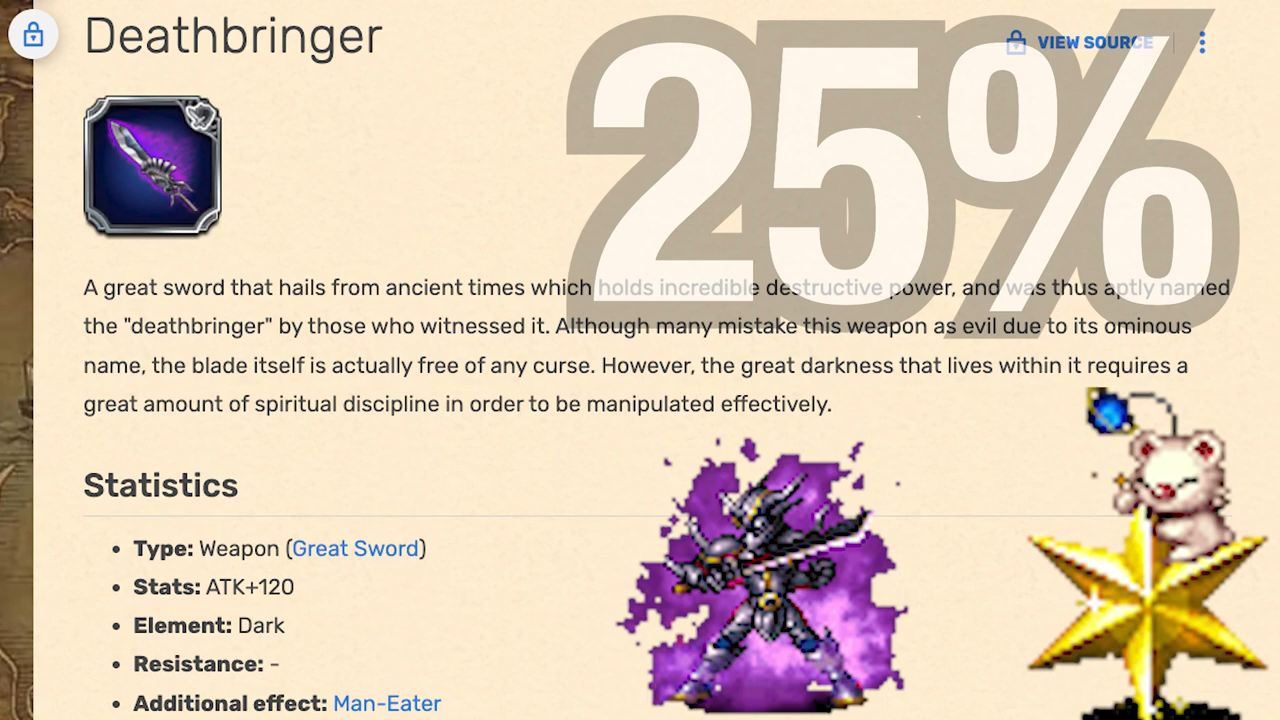 Deathbringer
VIEW SOURCE
25%
A great sword that hails from ancient times which holds incredible destructive power, and was thus aptly named
the "deathbringer" by those who witnessed it. Although many mistake this weapon as evil due to its ominous
name, the blade itself is actually free of any curse. However, the great darkness that lives within it requires a
great amount of spiritual discipline in order to be manipulated effectively.
Statistics
• Type: Weapon (Great Sword)
• Stats: ATK+120
• Element: Dark
• Resistance: -
• Additional effect: Man-Eater